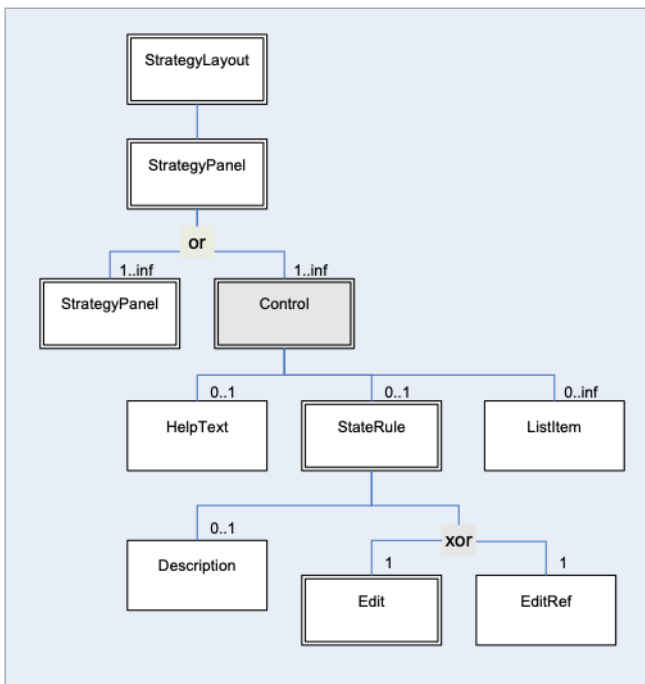 StrategyLayout
StrategyPanel
or
1..inf
1..inf
StrategyPanel
Control
0..1
0..1
0..inf
HelpText
StateRule
ListItem
0..1
xor
Description
1
1
Edit
EditRef